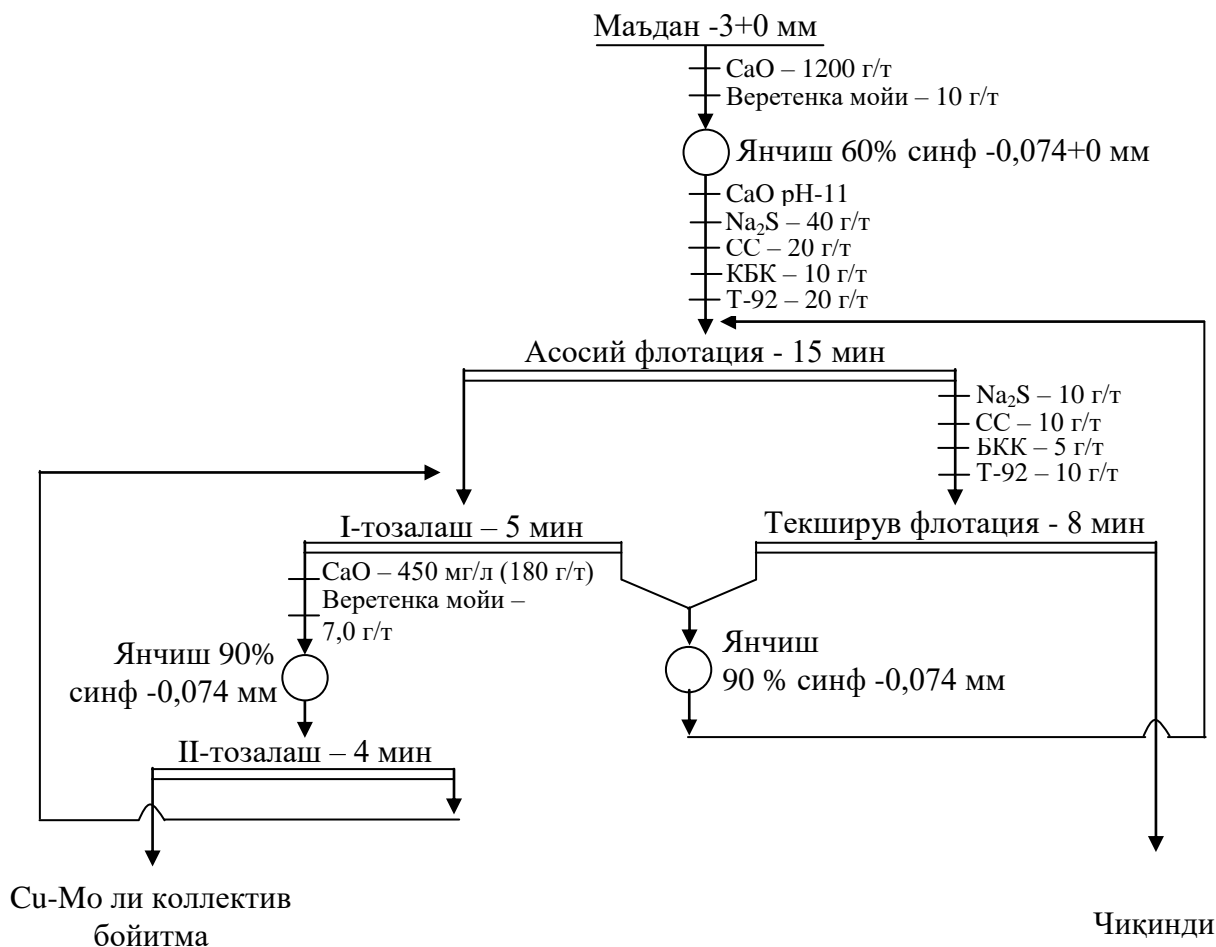 Маъдан -3+0 мм
CaO – 1200 г/т
Веретенка мойи – 10 г/т
Янчиш 60% синф -0,074+0 мм
CaO pH-11
Na₂S – 40 г/т
СС – 20 г/т
КБК – 10 г/т
Т-92 – 20 г/т
Асосий флотация - 15 мин
Na₂S – 10 г/т
СС – 10 г/т
БКК – 5 г/т
Т-92 – 10 г/т
I-тозалаш – 5 мин
Текширув флотация - 8 мин
CaO – 450 мг/л (180 г/т)
Веретенка мойи –
7,0 г/т
Янчиш 90%
синф -0,074 мм
Янчиш
90 % синф -0,074 мм
II-тозалаш – 4 мин
Cu-Mo ли коллектив
бойитма
Чиқинди